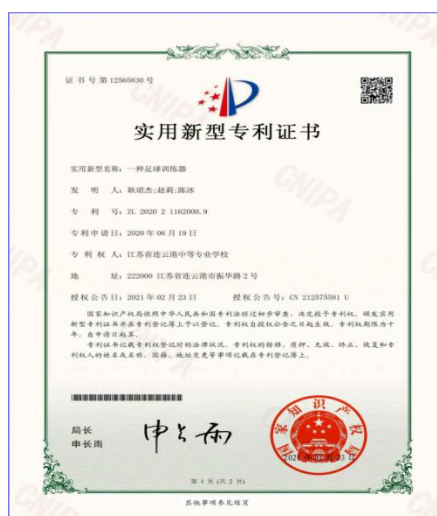 证书号第12565830号
实用新型专利证书
实用新型名称：一种足球训练器
发 明 人：耿珺杰;赵莉;陈冰
专 利 号：ZL 2020 2 1162000.9
专利申请日：2020年06月19日
专 利 权 人：江苏省连云港中等专业学校
地 址：222000 江苏省连云港市振华路2号
授权公告日：2021年02月23日 授权公告号：CN 212575581 U
国家知识产权局依照中华人民共和国专利法经过初步审查，决定授予专利权，颁发实用
新型专利证书并在专利登记簿上予以登记。专利权自授权公告之日起生效。专利权期限为十
年，自申请日起算。
专利证书记载专利权登记时的法律状况。专利权的转移、质押、无效、终止、恢复和专
利权人的姓名或名称、国籍、地址变更等事项记载在专利登记簿上。
局长
申长雨
申长雨
国家知识产权局
第 1 页 (共 2 页)
其他事项参见续页
CNIPA